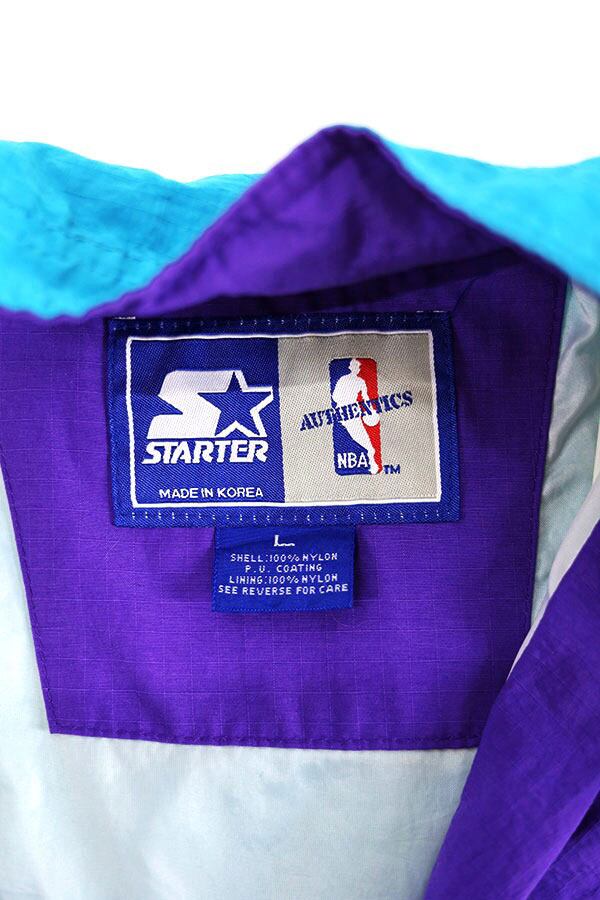 STARTER
MADE IN KOREA
AUTHENTICS
NBA
TM
L
SHELL:100% NYLON
P.U. COATING
LINING:100% NYLON
SEE REVERSE FOR CARE